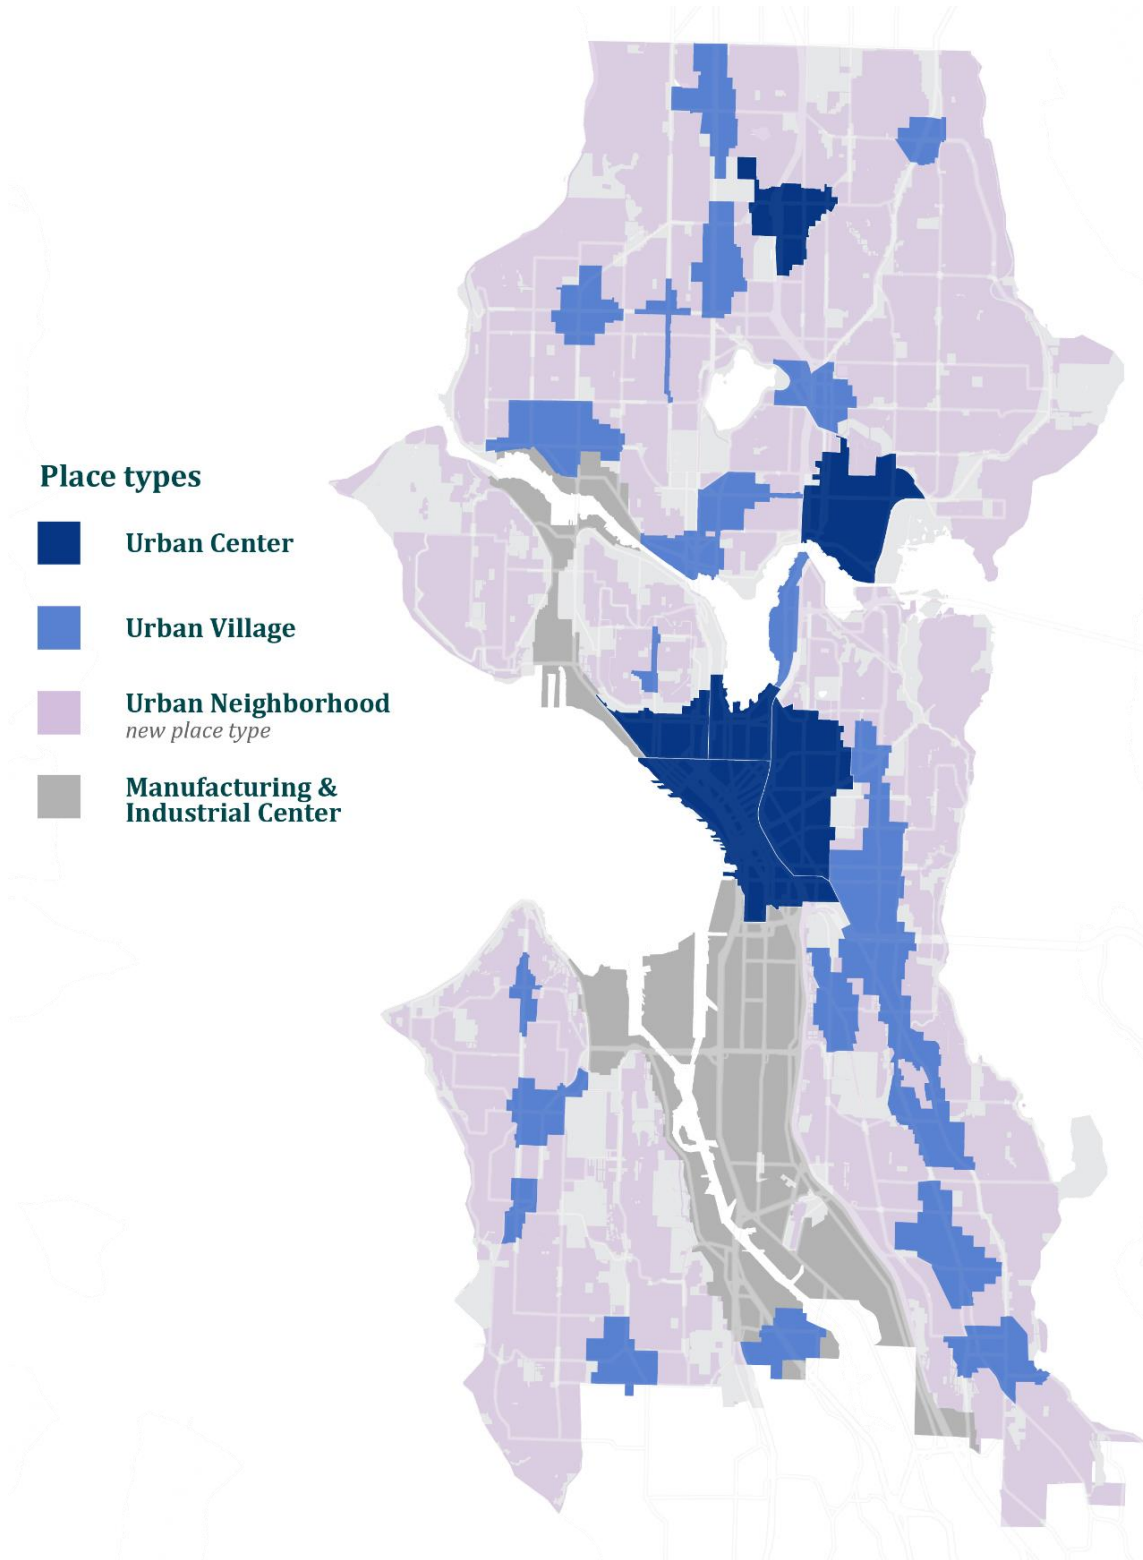 Place types
Urban Center
Urban Village
Urban Neighborhood
new place type
Manufacturing &
Industrial Center